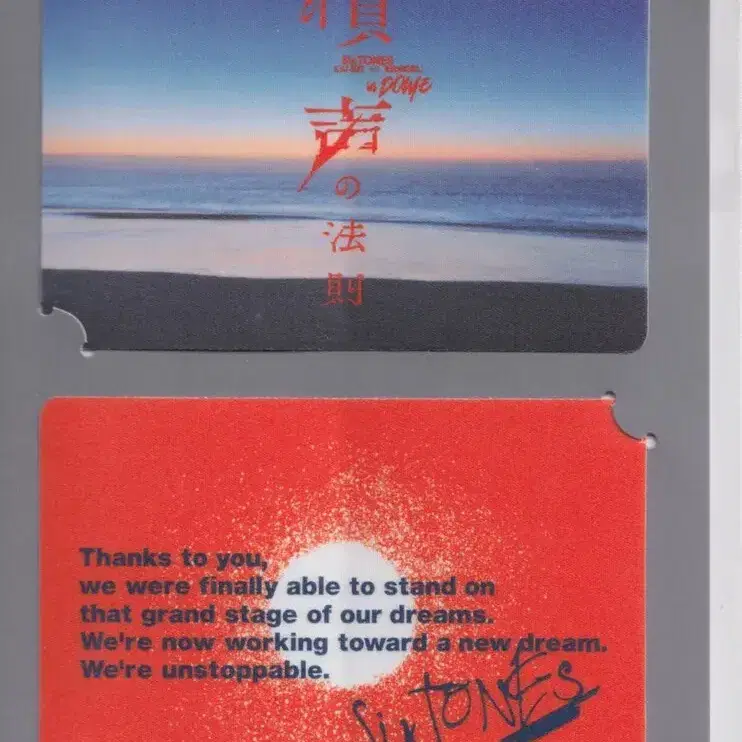 慣声の法則
SixTONES
in DOME
Thanks to you,
we were finally able to stand on
that grand stage of our dreams.
We're now working toward a new dream.
We're unstoppable.
SixTONES